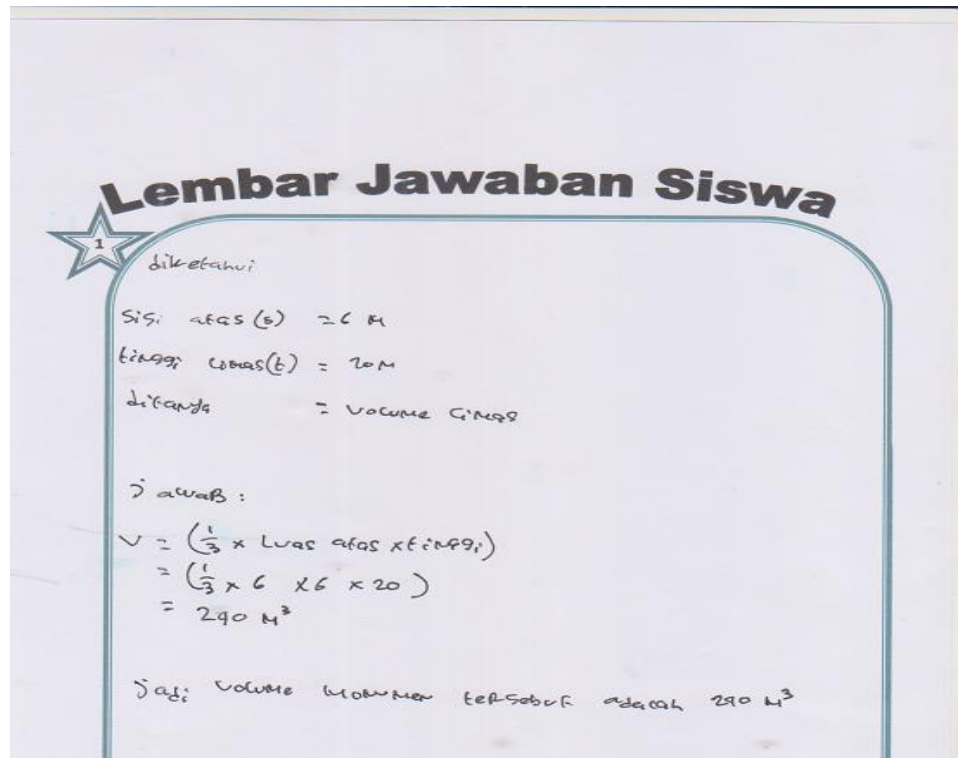 Lembar Jawaban Siswa
1
diketahui
Sisi atas (s) = 6 M
tinggi (t) = 20 M
ditanya = Volume Limas
jawaB :
V = (1/3 x Luas atas x tinggi)
= (1/3 x 6 x 6 x 20)
= 240 M³
jadi Volume Monumen tersebut adalah 240 M³